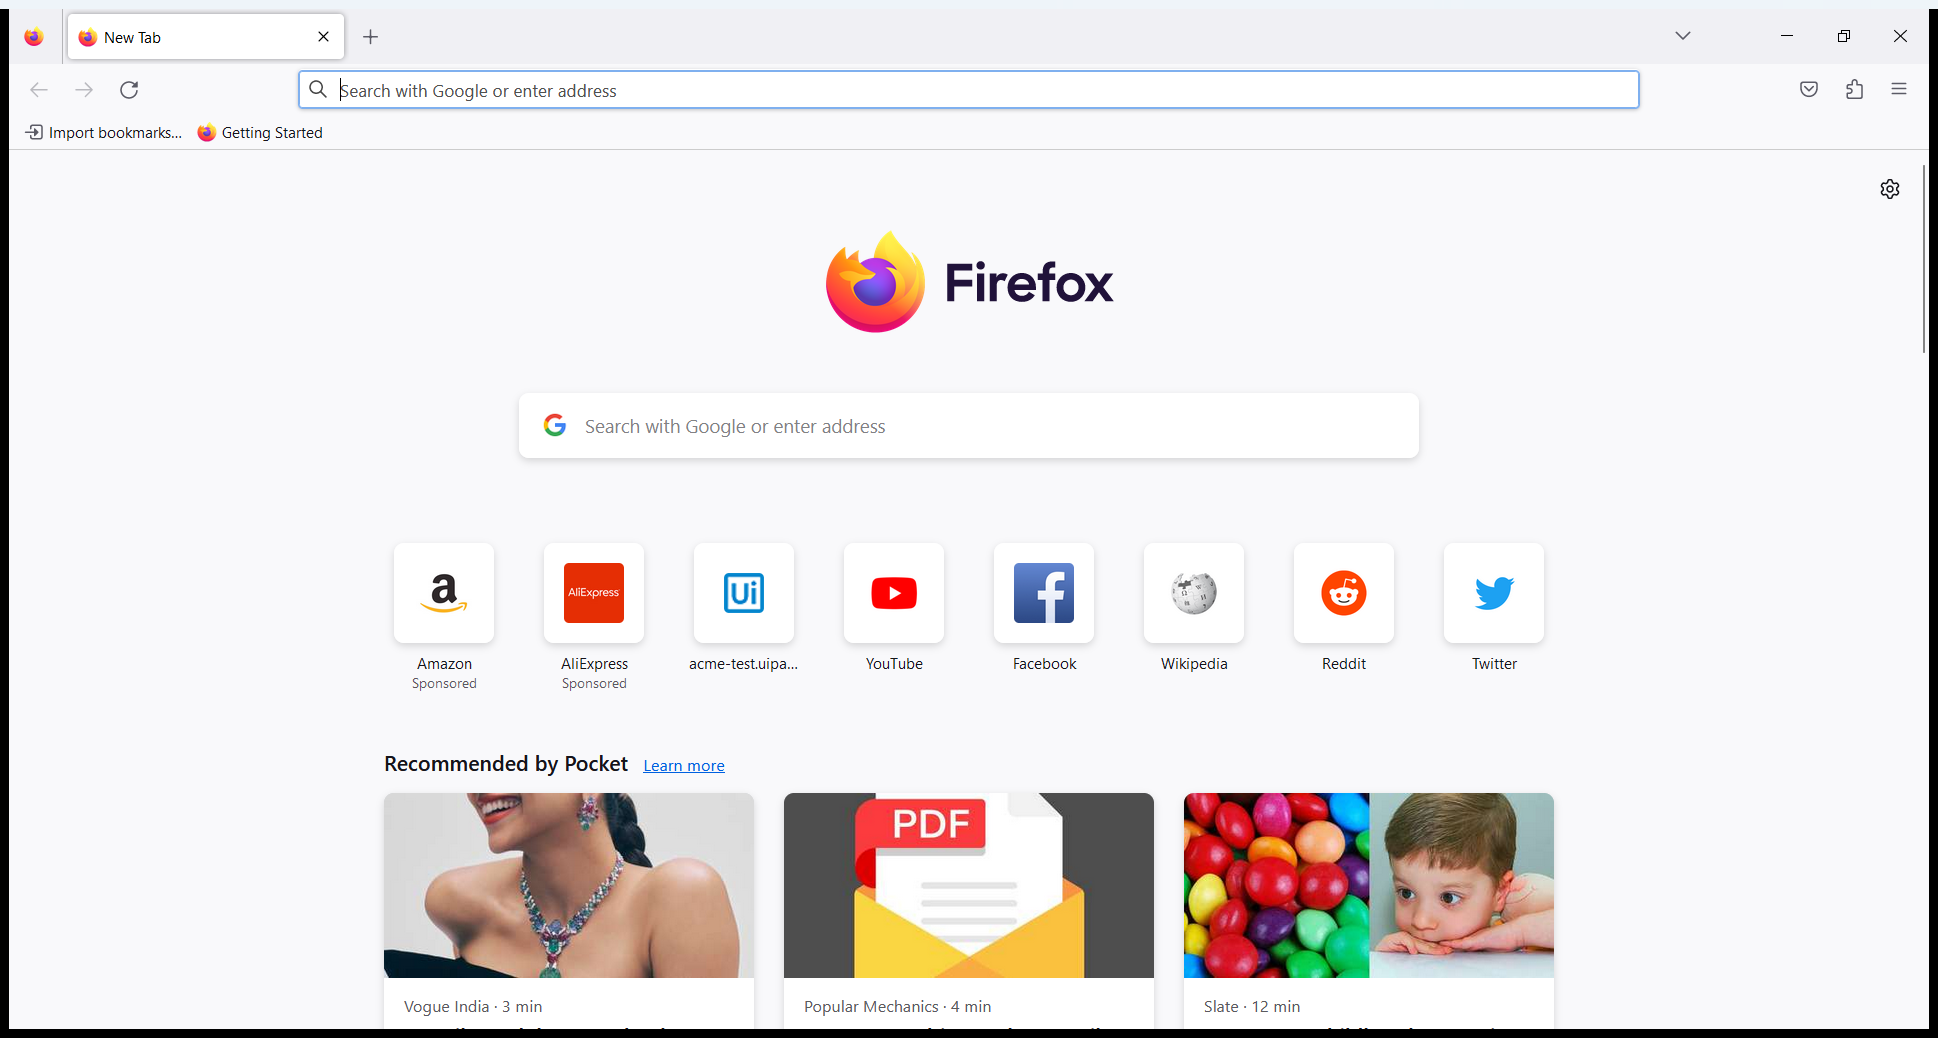 New Tab
Search with Google or enter address
Import bookmarks...
Getting Started
Firefox
Search with Google or enter address
a
AliExpress
Ui
f
Amazon
Sponsored
AliExpress
Sponsored
acme-test.uipa...
YouTube
Facebook
Wikipedia
Reddit
Twitter
Recommended by Pocket
Learn more
PDF
Vogue India · 3 min
Popular Mechanics · 4 min
Slate · 12 min